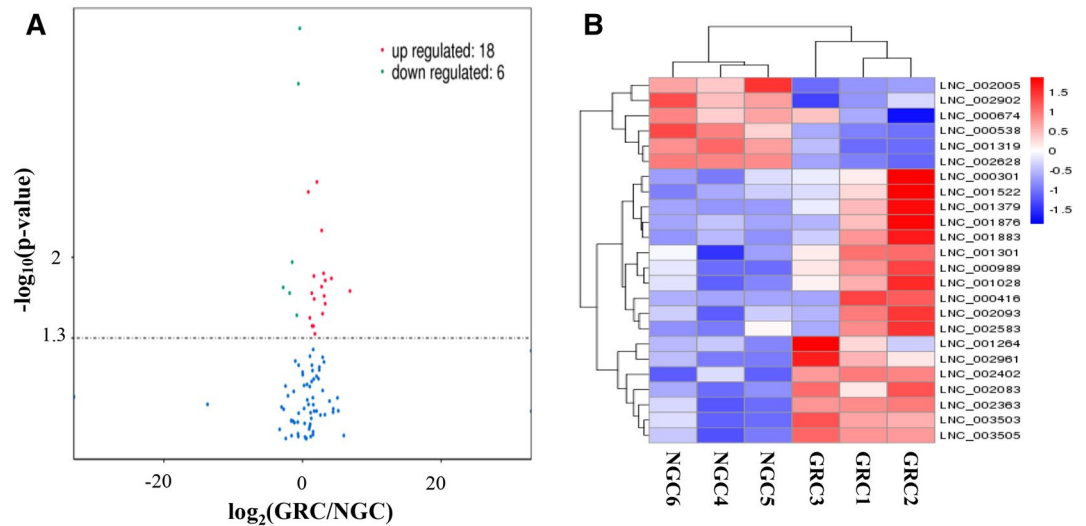 A
up regulated: 18
down regulated: 6
-log₁₀(p-value)
2
1.3
-20
0
20
log₂(GRC/NGC)
B
LNC_002005
LNC_002902
LNC_000674
LNC_000538
LNC_001319
LNC_002628
LNC_000301
LNC_001522
LNC_001379
LNC_001876
LNC_001883
LNC_001301
LNC_000989
LNC_001028
LNC_000416
LNC_002093
LNC_002583
LNC_001264
LNC_002961
LNC_002402
LNC_002083
LNC_002363
LNC_003503
LNC_003505
1.5
1
0.5
0
-0.5
-1
-1.5
NGC6
NGC4
NGC5
GRC3
GRC1
GRC2